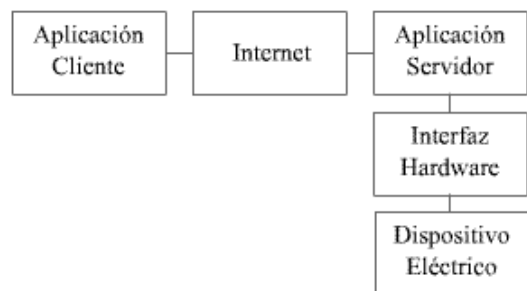 Aplicación
Cliente
Internet
Aplicación
Servidor
Interfaz
Hardware
Dispositivo
Eléctrico